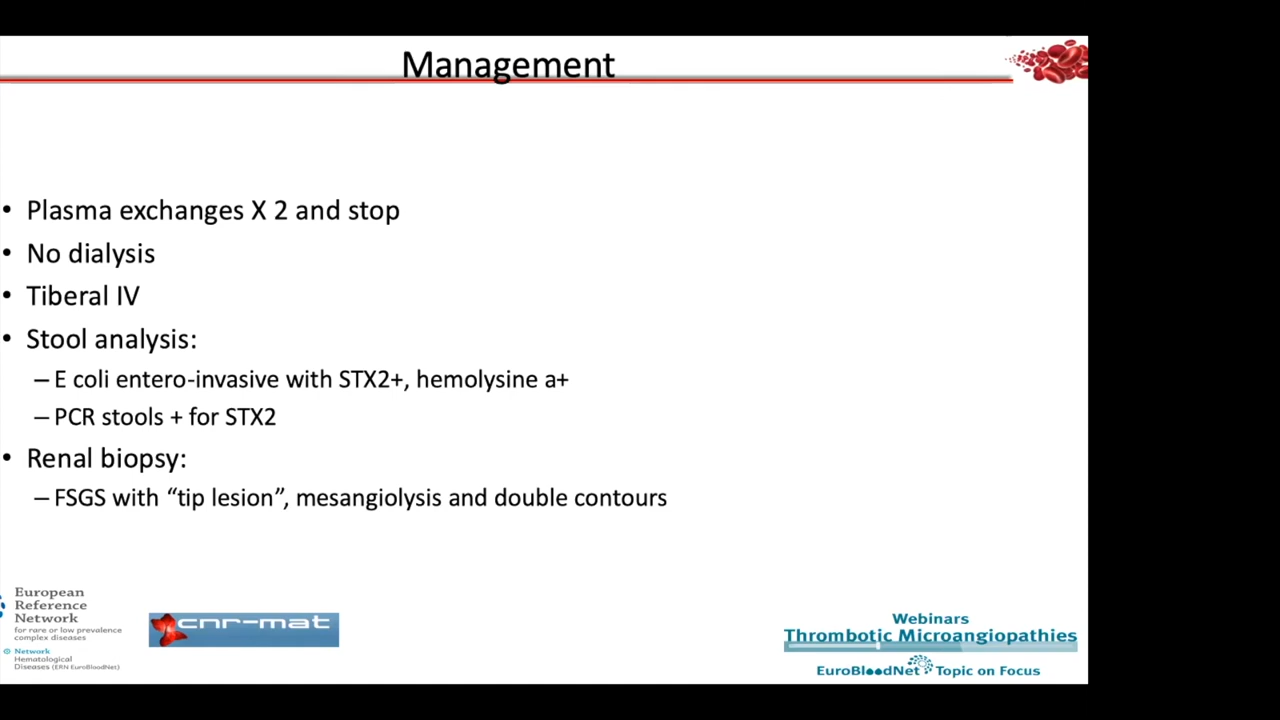 Management
• Plasma exchanges X 2 and stop
• No dialysis
• Tiberal IV
• Stool analysis:
– E coli entero-invasive with STX2+, hemolysine a+
– PCR stools + for STX2
• Renal biopsy:
– FSGS with “tip lesion”, mesangiolysis and double contours
European
Reference
Network
for rare or low prevalence
complex diseases
Network
Hematological
Diseases (ERN EuroBloodNet)
cnr-mat
Webinars
Thrombotic Microangiopathies
EuroBloodNet Topic on Focus